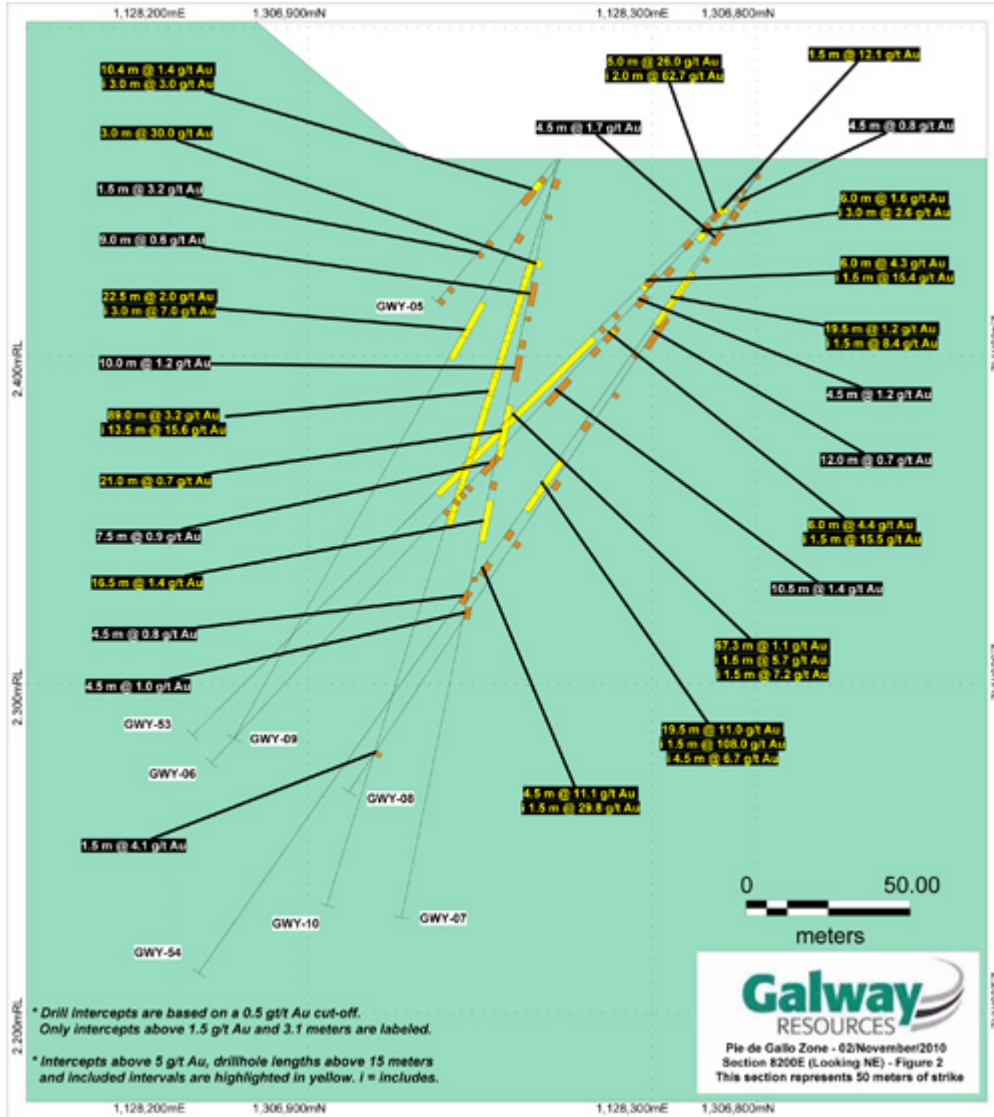 1,128,200mE
1,306,900mN
1,128,300mE
1,306,800mN
10.4 m @ 1.4 g/t Au
i 3.0 m @ 3.0 g/t Au
3.0 m @ 30.0 g/t Au
1.5 m @ 3.2 g/t Au
9.0 m @ 0.6 g/t Au
22.5 m @ 2.0 g/t Au
i 3.0 m @ 7.0 g/t Au
10.0 m @ 1.2 g/t Au
89.0 m @ 3.2 g/t Au
i 13.5 m @ 15.6 g/t Au
21.0 m @ 0.7 g/t Au
7.5 m @ 0.9 g/t Au
16.5 m @ 1.4 g/t Au
4.5 m @ 0.8 g/t Au
4.5 m @ 1.0 g/t Au
1.5 m @ 4.1 g/t Au
5.0 m @ 26.0 g/t Au
i 2.0 m @ 62.7 g/t Au
1.5 m @ 12.1 g/t Au
4.5 m @ 1.7 g/t Au
4.5 m @ 0.8 g/t Au
6.0 m @ 1.6 g/t Au
i 3.0 m @ 2.6 g/t Au
6.0 m @ 4.3 g/t Au
i 1.5 m @ 15.4 g/t Au
19.5 m @ 1.2 g/t Au
i 1.5 m @ 8.4 g/t Au
4.5 m @ 1.2 g/t Au
12.0 m @ 0.7 g/t Au
6.0 m @ 4.4 g/t Au
i 1.5 m @ 15.5 g/t Au
10.5 m @ 1.4 g/t Au
67.3 m @ 1.1 g/t Au
i 1.5 m @ 5.7 g/t Au
i 1.5 m @ 7.2 g/t Au
19.5 m @ 11.0 g/t Au
i 1.5 m @ 108.0 g/t Au
i 4.5 m @ 6.7 g/t Au
4.5 m @ 11.1 g/t Au
i 1.5 m @ 29.8 g/t Au
GWY-05
GWY-53
GWY-09
GWY-06
GWY-08
GWY-10
GWY-07
GWY-54
2.400mRL
2.300mRL
2.200mRL
0 50.00
meters
* Drill intercepts are based on a 0.5 gt/t Au cut-off.
Only intercepts above 1.5 g/t Au and 3.1 meters are labeled.
* Intercepts above 5 g/t Au, drillhole lengths above 15 meters
and included intervals are highlighted in yellow. i = includes.
Galway
RESOURCES
Pie de Gallo Zone - 02/November/2010
Section 8200E (Looking NE) - Figure 2
This section represents 50 meters of strike
1,128,200mE
1,306,900mN
1,128,300mE
1,306,800mN